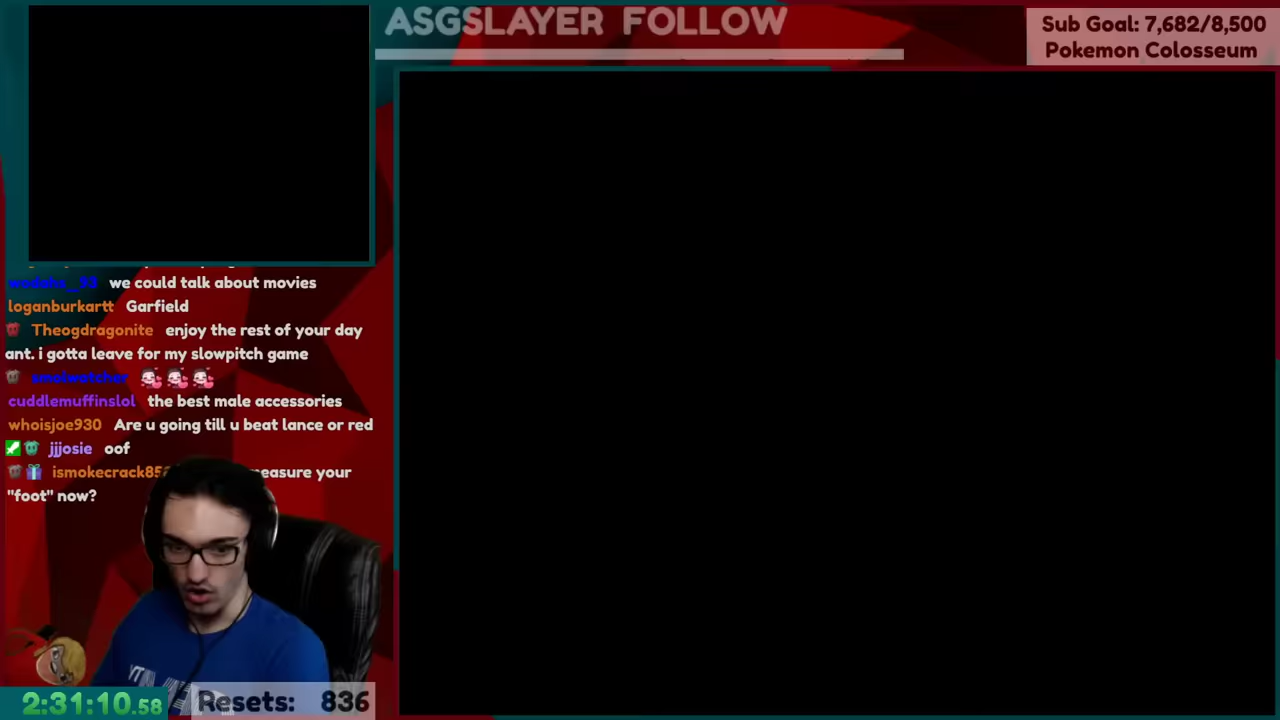 ASGSLAYER FOLLOW
Sub Goal: 7,682/8,500
Pokemon Colosseum
wodahs_93 we could talk about movies
loganburkartt Garfield
Theogdragonite enjoy the rest of your day
ant. i gotta leave for my slowpitch game
smeiwatcher
cuddlemuffinslol the best male accessories
whoisjoe930 Are u going till u beat lance or red
jjjosie oof
your
"foot" now?
2:31:10.58
Resets: 836